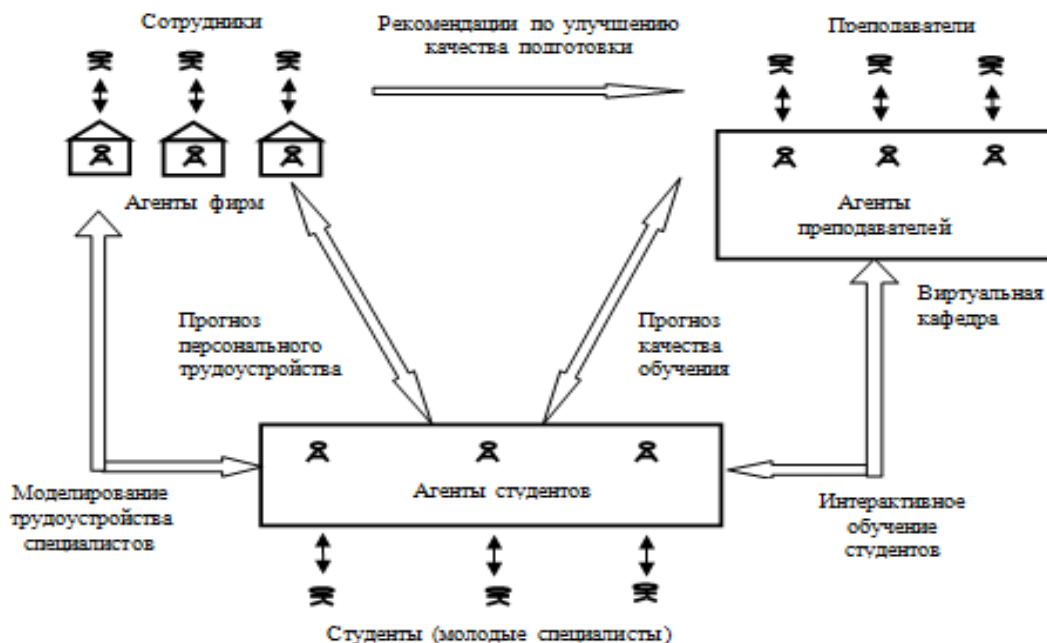 Сотрудники
Рекомендации по улучшению
качества подготовки
Преподаватели
Агенты фирм
Агенты
преподавателей
Виртуальная
кафедра
Прогноз
персонального
трудоустройства
Прогноз
качества
обучения
Агенты студентов
Моделирование
трудоустройства
специалистов
Интерактивное
обучение
студентов
Студенты (молодые специалисты)